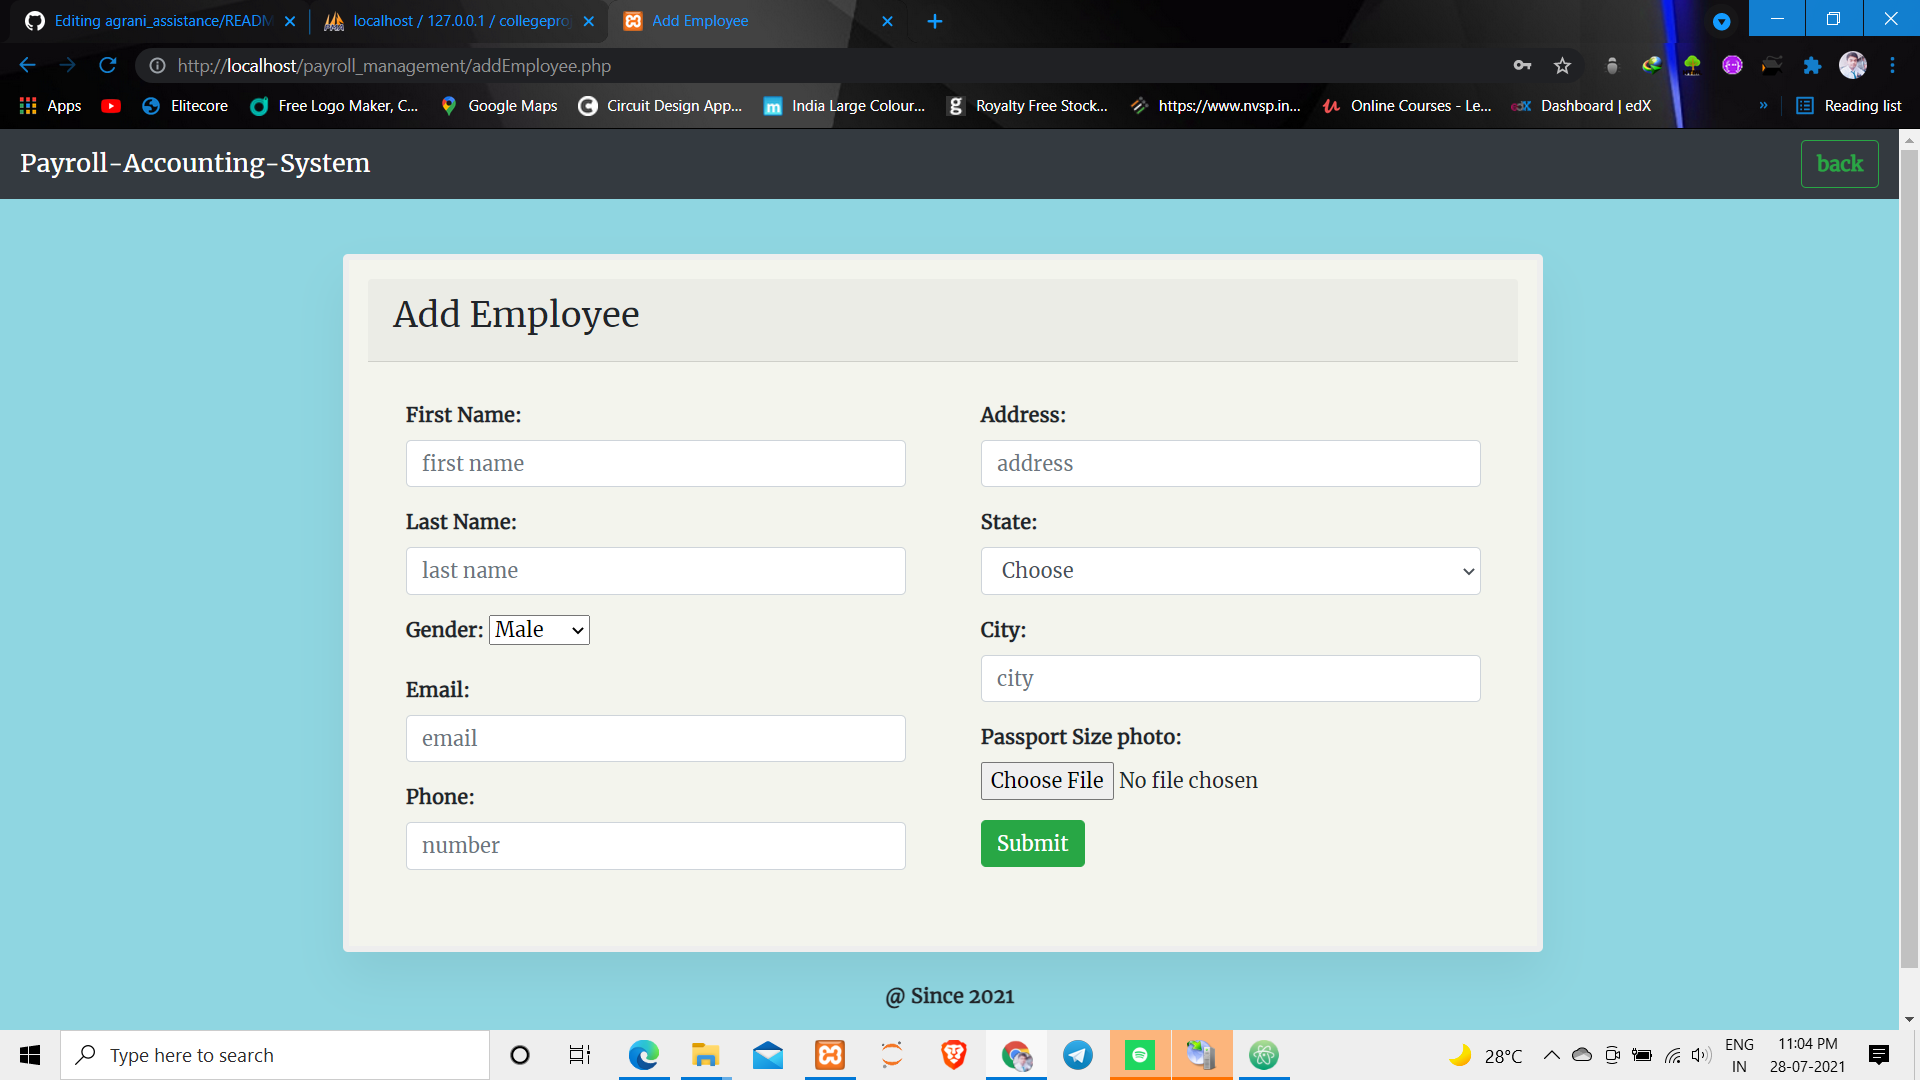 Editing agrani_assistance/READM
localhost / 127.0.0.1 / collegepro
Add Employee
http://localhost/payroll_management/addEmployee.php
Apps
Elitecore
Free Logo Maker, C...
Google Maps
Circuit Design App...
India Large Colour...
Royalty Free Stock...
https://www.nvsp.in...
Online Courses - Le...
Dashboard | edX
»
Reading list
Payroll-Accounting-System
back
Add Employee
First Name:
first name
Last Name:
last name
Gender: Male
Email:
email
Phone:
number
Address:
address
State:
Choose
City:
city
Passport Size photo:
Choose File No file chosen
Submit
@ Since 2021
Type here to search
28°C
ENG
IN
11:04 PM
28-07-2021